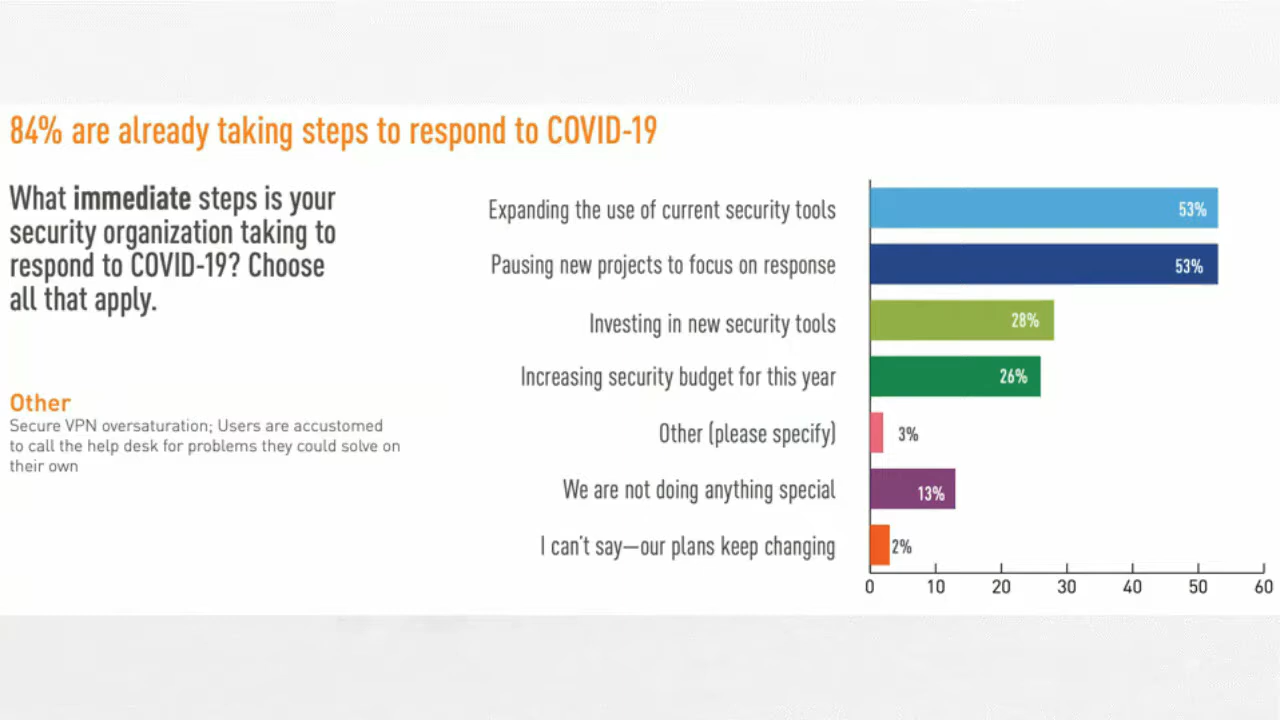 84% are already taking steps to respond to COVID-19
What immediate steps is your
security organization taking to
respond to COVID-19? Choose
all that apply.
Other
Secure VPN oversaturation; Users are accustomed
to call the help desk for problems they could solve on
their own
Expanding the use of current security tools 53%
Pausing new projects to focus on response 53%
Investing in new security tools 28%
Increasing security budget for this year 26%
Other (please specify) 3%
We are not doing anything special 13%
I can't say—our plans keep changing 2%
0 10 20 30 40 50 60